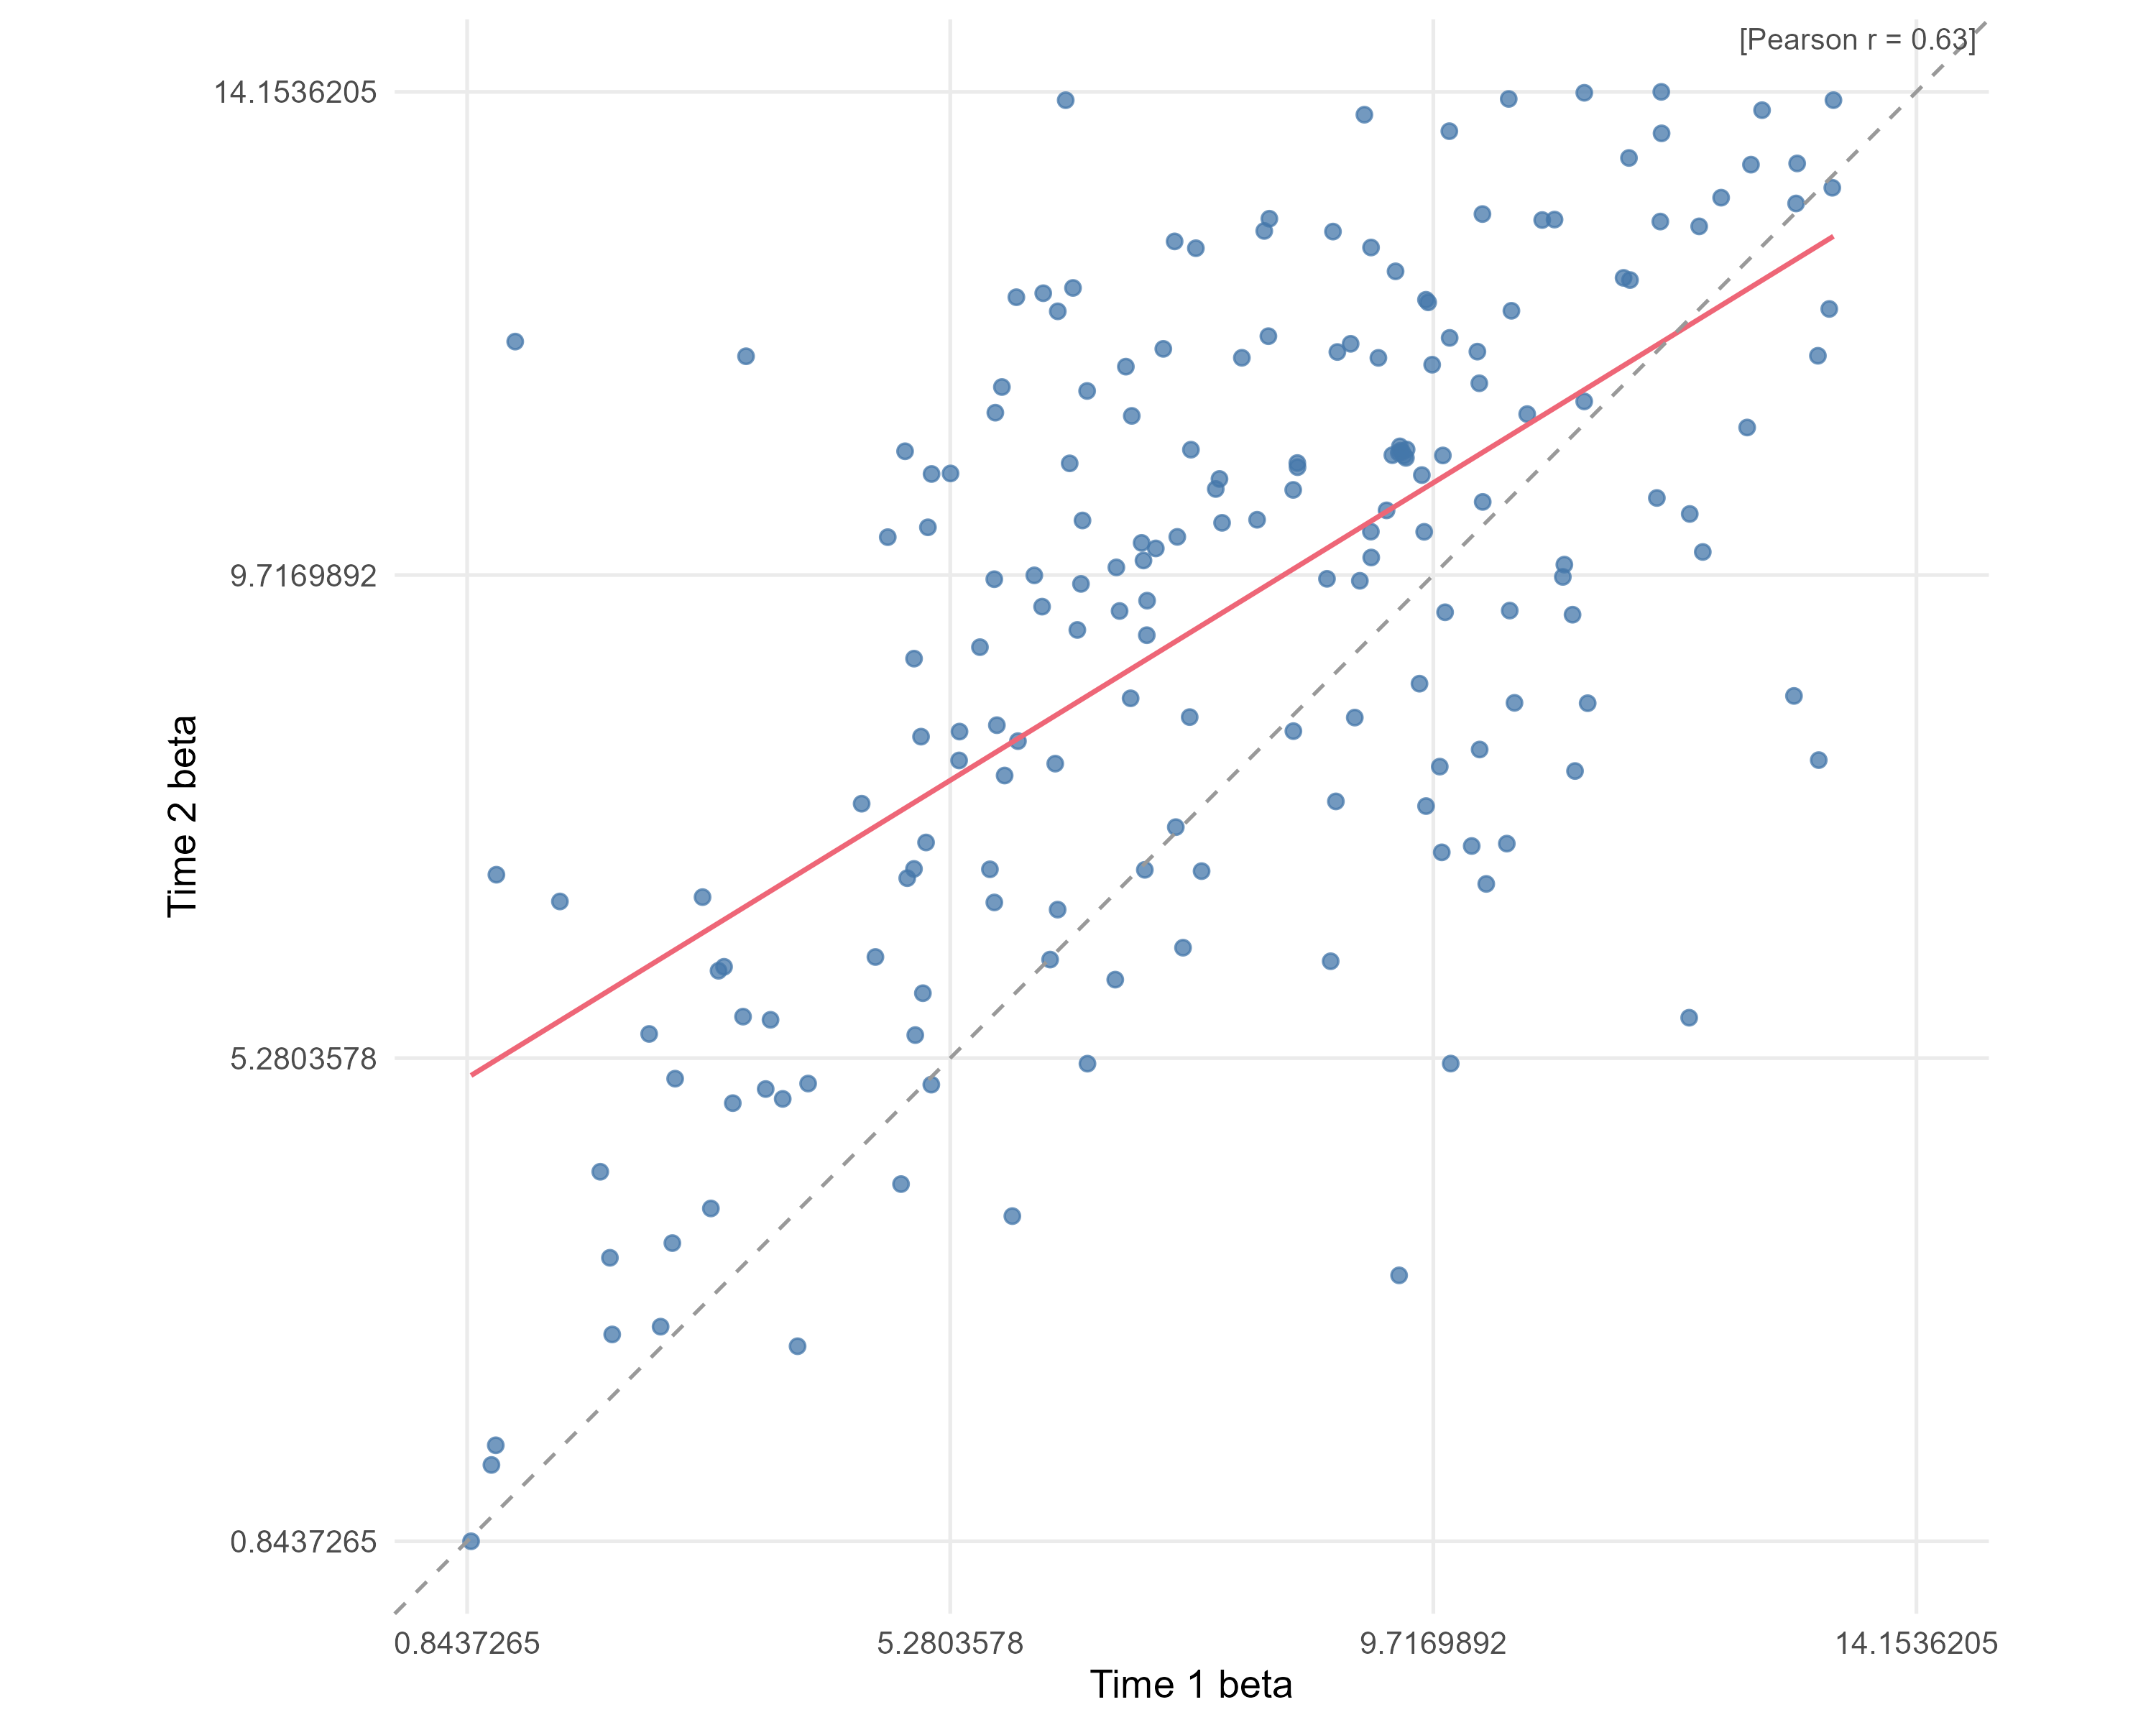 [Pearson r = 0.63]
14.1536205
9.7169892
5.2803578
0.8437265
Time 2 beta
0.8437265 5.2803578 9.7169892 14.1536205
Time 1 beta